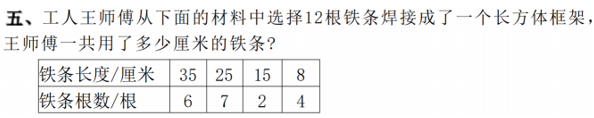 五、工人王师傅从下面的材料中选择12根铁条焊接成了一个长方体框架，
王师傅一共用了多少厘米的铁条?
铁条长度/厘米 35 25 15 8
铁条根数/根 6 7 2 4